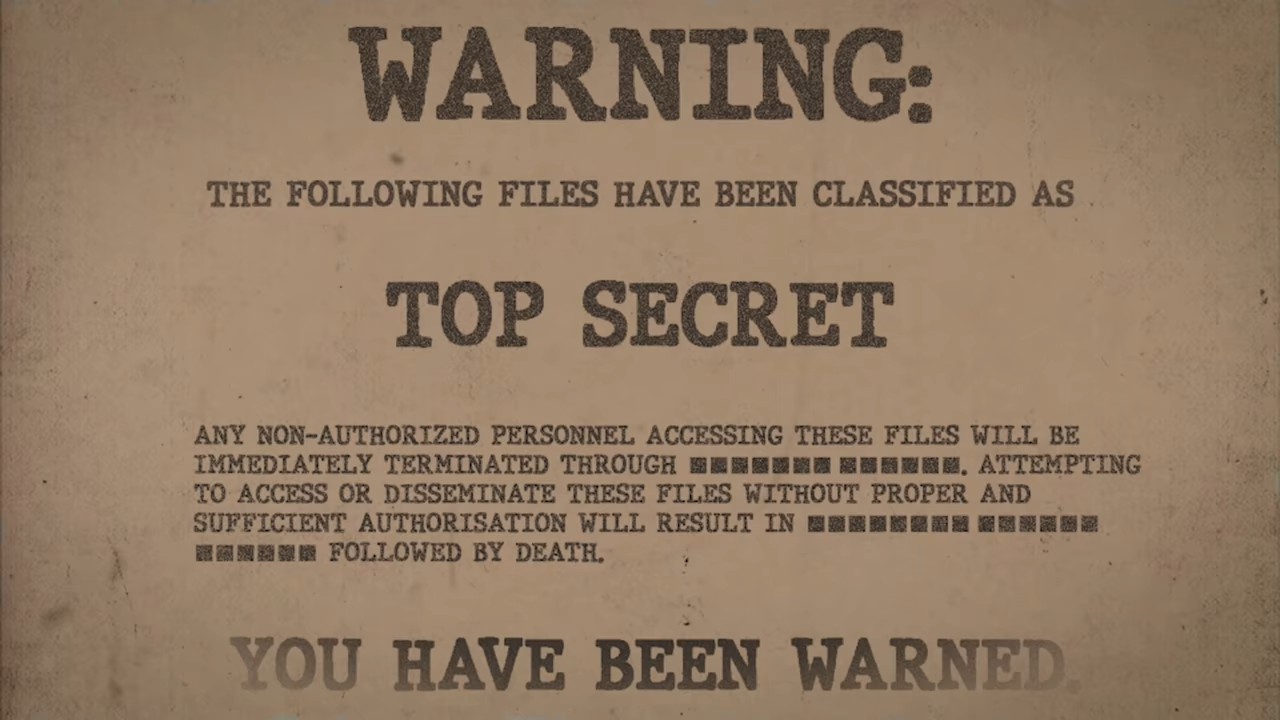 WARNING:
THE FOLLOWING FILES HAVE BEEN CLASSIFIED AS
TOP SECRET
ANY NON-AUTHORIZED PERSONNEL ACCESSING THESE FILES WILL BE
IMMEDIATELY TERMINATED THROUGH ■■■■■■■ ■■■■■■. ATTEMPTING
TO ACCESS OR DISSEMINATE THESE FILES WITHOUT PROPER AND
SUFFICIENT AUTHORISATION WILL RESULT IN ■■■■■■■■ ■■■■■■
■■■■■■ FOLLOWED BY DEATH.
YOU HAVE BEEN WARNED.